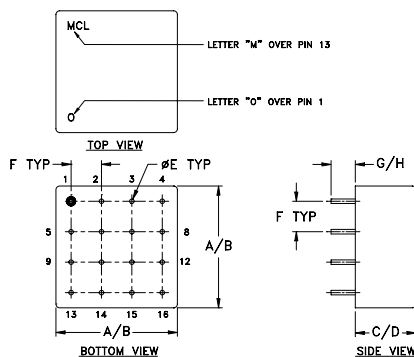 MCL
LETTER "M" OVER PIN 13
O
LETTER "O" OVER PIN 1
TOP VIEW
F TYP
øE TYP
G/H
1 2 3 4
F TYP
A/B
5 8
9 12
13 14 15 16
A/B
C/D
BOTTOM VIEW
SIDE VIEW